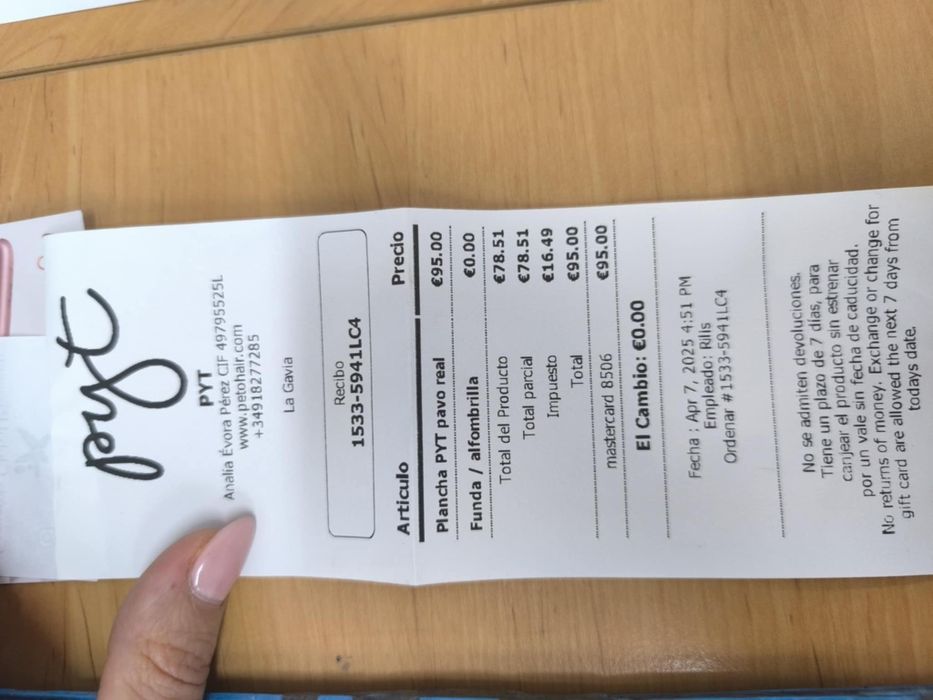 pyt
PYT
Analia Évora Pérez CIF 49795525L
www.petohair.com
+34918277285
La Gavia
Recibo
1533-5941LC4
Articulo Precio
Plancha PYT pavo real €95.00
Funda / alfombrilla €0.00
Total del Producto €78.51
Total parcial €78.51
Impuesto €16.49
Total €95.00
mastercard 8506 €95.00
El Cambio: €0.00
Fecha : Apr 7, 2025 4:51 PM
Empleado: Rilis
Ordenar #1533-5941LC4
No se admiten devoluciones.
Tiene un plazo de 7 dias, para
canjear el producto sin estrenar
por un vale sin fecha de caducidad.
No returns of money. Exchange or change for
gift card are allowed the next 7 days from
todays date.